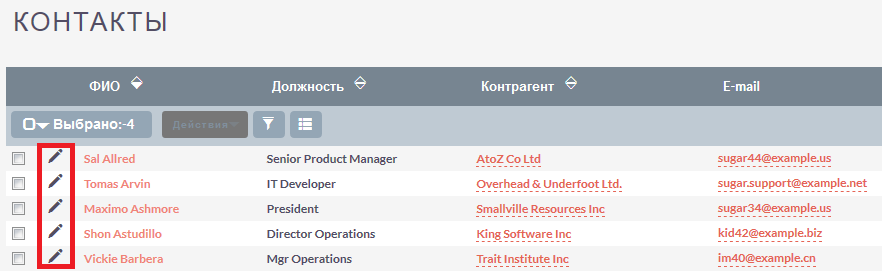 КОНТАКТЫ
ФИО Должность Контрагент E-mail
Выбрано:-4 Действия
Sal Allred Senior Product Manager AtoZ Co Ltd sugar44@example.us
Tomas Arvin IT Developer Overhead & Underfoot Ltd. sugar.support@example.net
Maximo Ashmore President Smallville Resources Inc sugar34@example.us
Shon Astudillo Director Operations King Software Inc kid42@example.biz
Vickie Barbera Mgr Operations Trait Institute Inc im40@example.cn